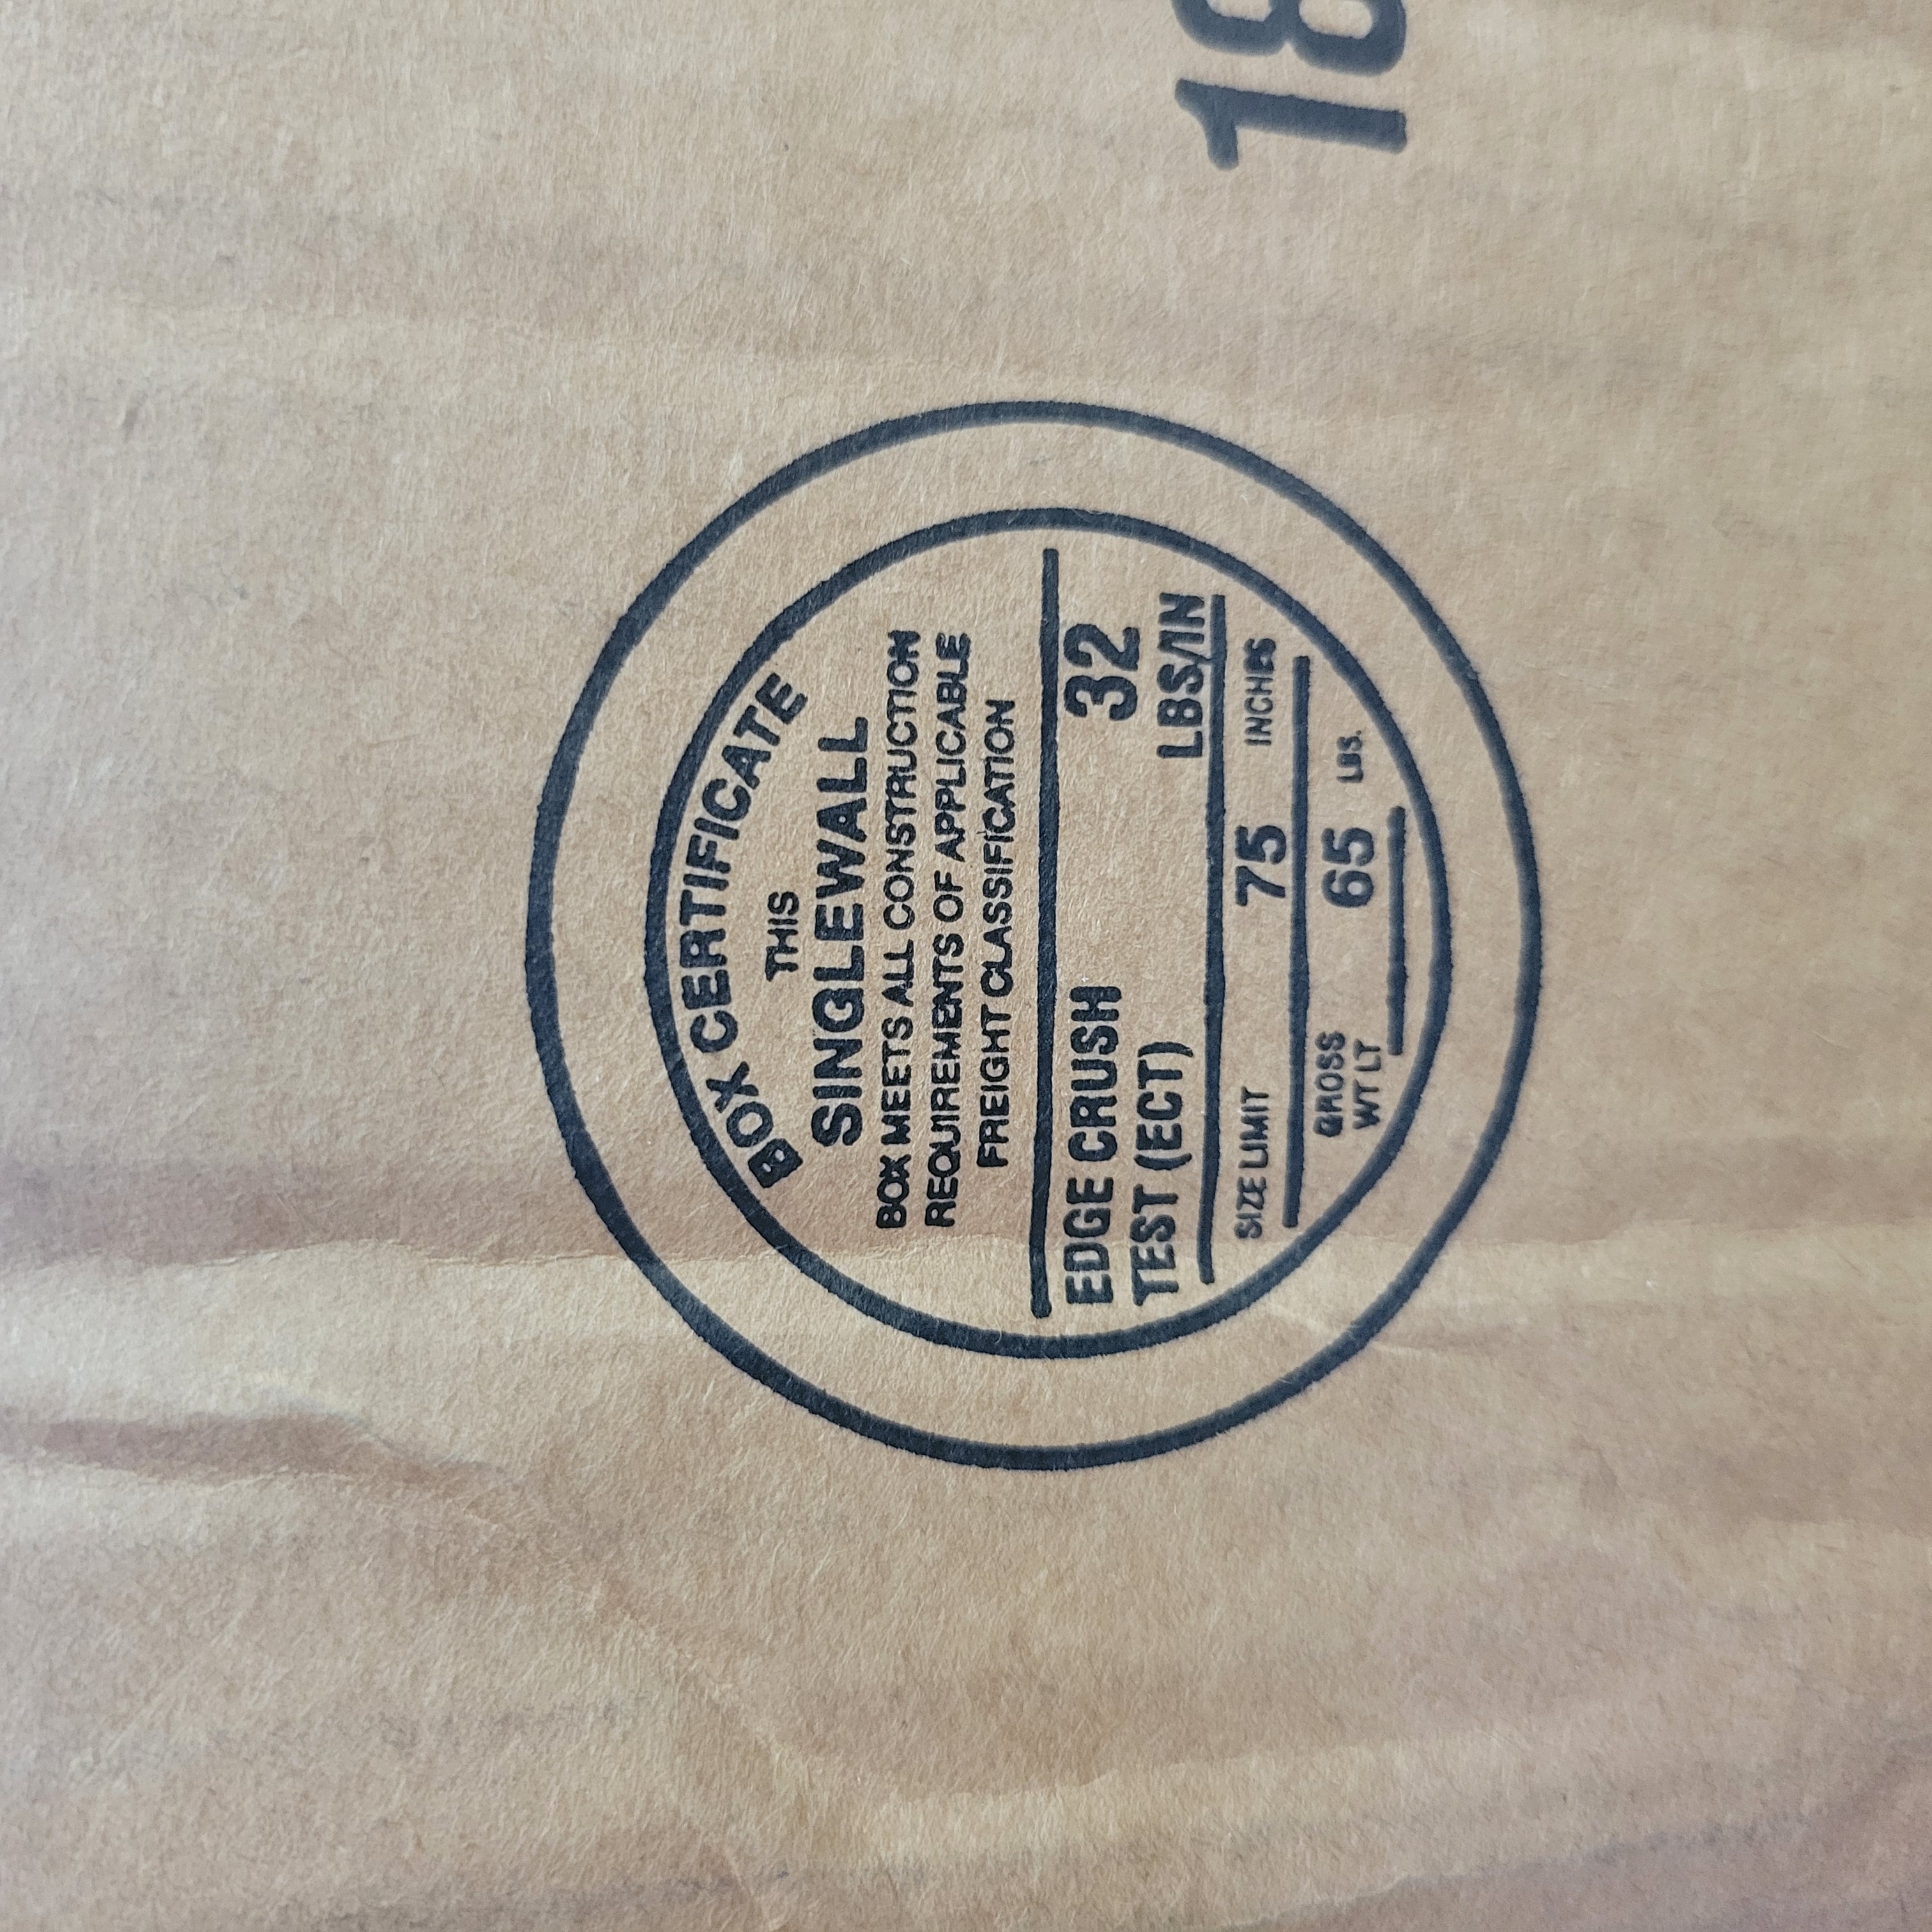 BOX CERTIFICATE
THIS
SINGLEWALL
BOX MEETS ALL CONSTRUCTION
REQUIREMENTS OF APPLICABLE
FREIGHT CLASSIFICATION
EDGE CRUSH 32
TEST (ECT) LBS/IN
SIZE LIMIT 75 INCHES
GROSS 65 LBS.
WT LT
18